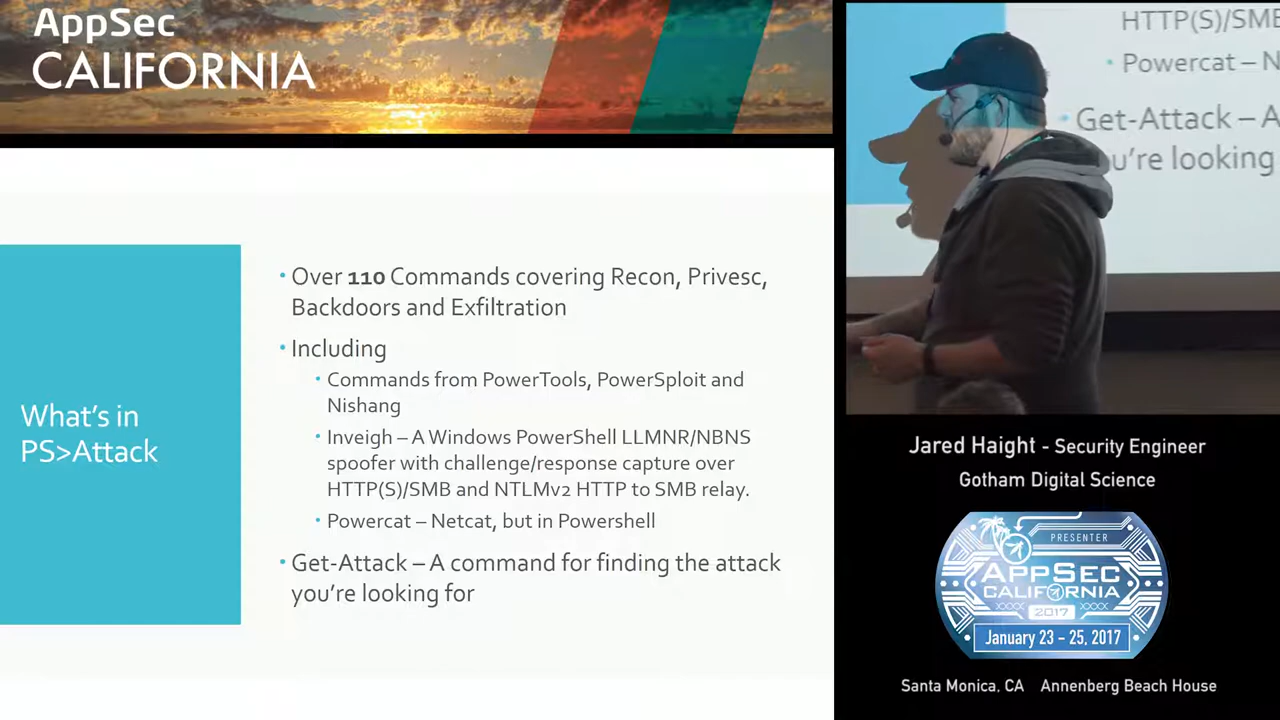 AppSec
CALIFORNIA
What's in
PS>Attack
• Over 110 Commands covering Recon, Privesc,
Backdoors and Exfiltration
• Including
• Commands from PowerTools, PowerSploit and
Nishang
• Inveigh – A Windows PowerShell LLMNR/NBNS
spoofer with challenge/response capture over
HTTP(S)/SMB and NTLMv2 HTTP to SMB relay.
• Powercat – Netcat, but in Powershell
• Get-Attack – A command for finding the attack
you're looking for
HTTP(S)/SMB
• Powercat – N
• Get-Attack – A
u're looking
Jared Haight - Security Engineer
Gotham Digital Science
PRESENTER
APPSEC
CALIFORNIA
2017
January 23 - 25, 2017
Santa Monica, CA Annenberg Beach House